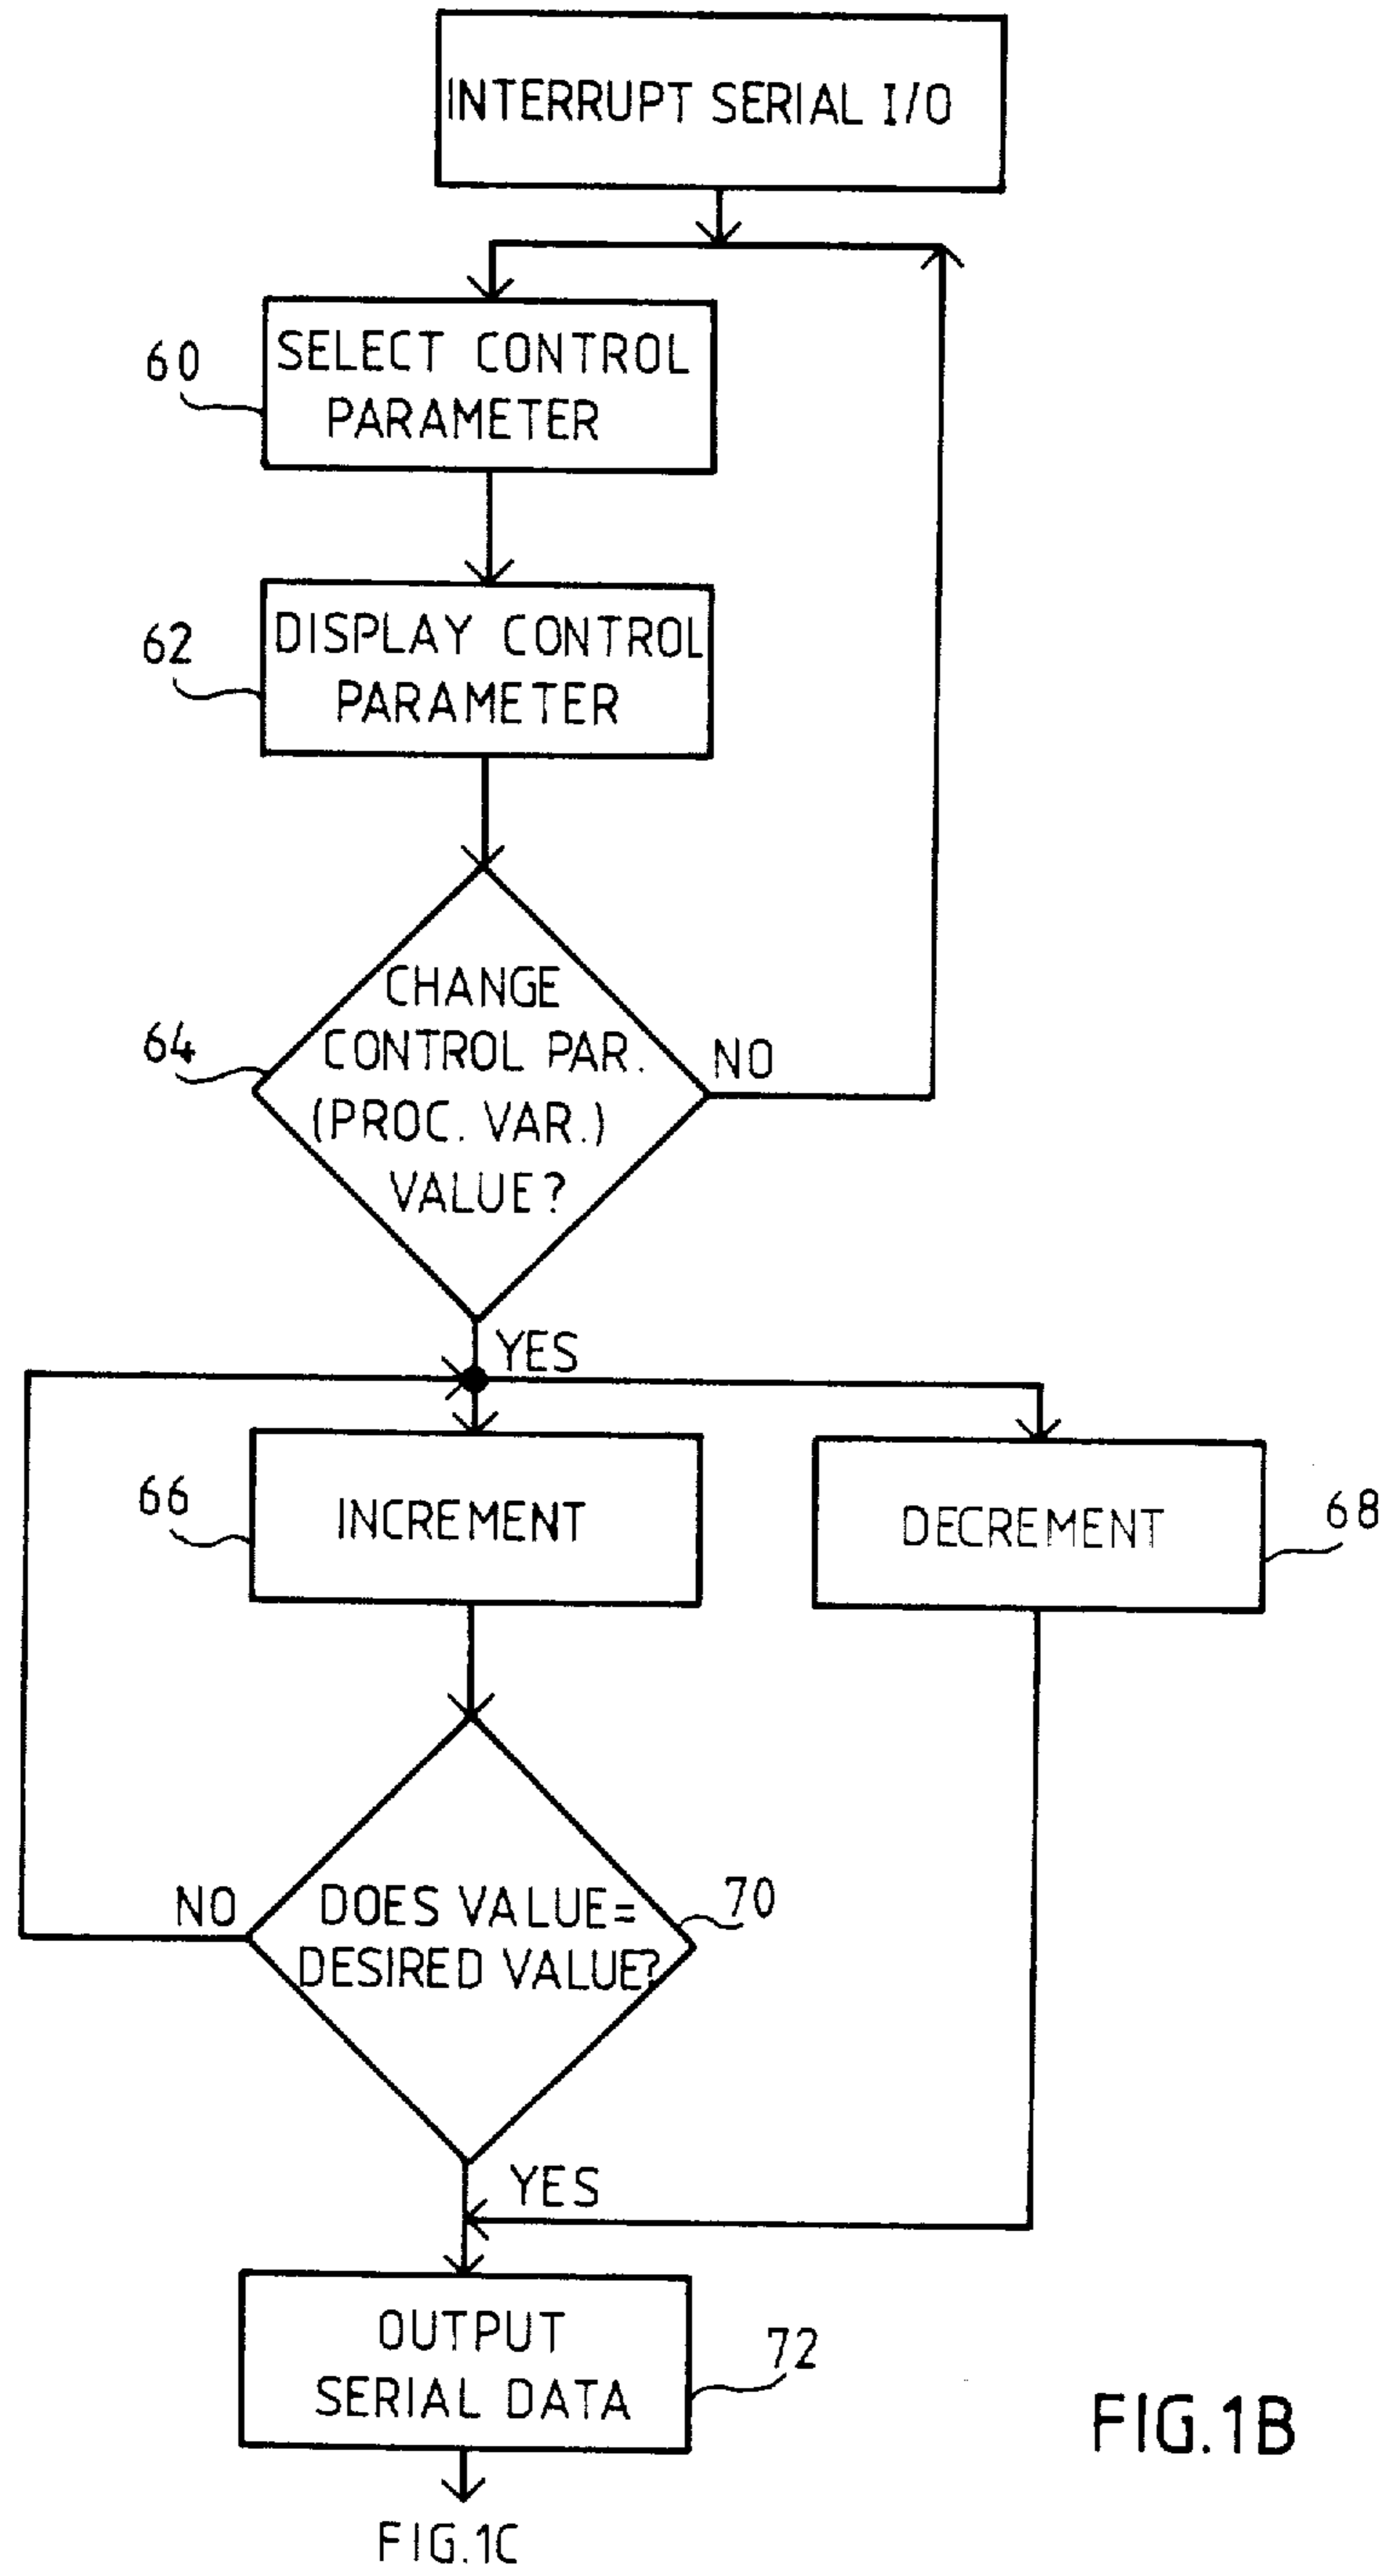 INTERRUPT SERIAL I/O
60
SELECT CONTROL
PARAMETER
62
DISPLAY CONTROL
PARAMETER
64
CHANGE
CONTROL PAR.
(PROC. VAR.)
VALUE?
NO
YES
66
INCREMENT
DECREMENT
68
NO
DOES VALUE=
DESIRED VALUE?
70
YES
OUTPUT
SERIAL DATA
72
FIG.1B
FIG.1C